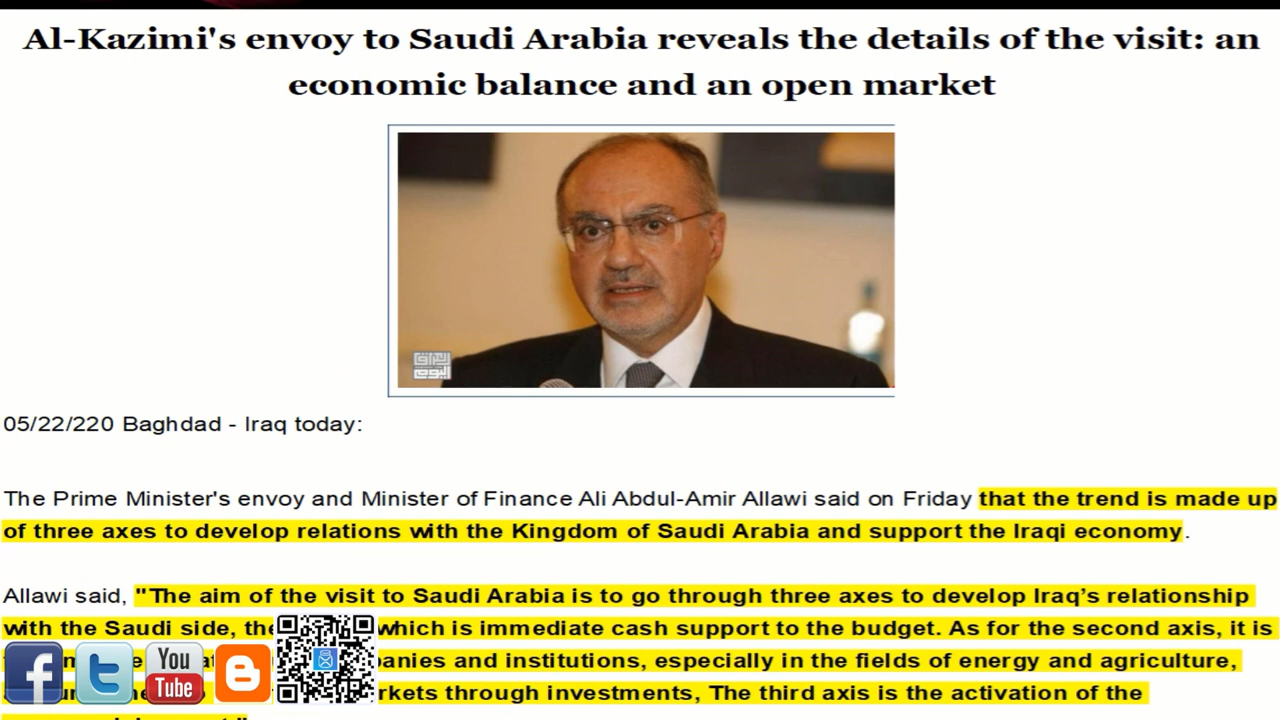 Al-Kazimi's envoy to Saudi Arabia reveals the details of the visit: an
economic balance and an open market
العراق
اليوم
05/22/220 Baghdad - Iraq today:
The Prime Minister's envoy and Minister of Finance Ali Abdul-Amir Allawi said on Friday that the trend is made up
of three axes to develop relations with the Kingdom of Saudi Arabia and support the Iraqi economy.
Allawi said, "The aim of the visit to Saudi Arabia is to go through three axes to develop Iraq's relationship
with the Saudi side, the which is immediate cash support to the budget. As for the second axis, it is
and institutions, especially in the fields of energy and agriculture,
through investments, The third axis is the activation of the
f
t
You
Tube
B